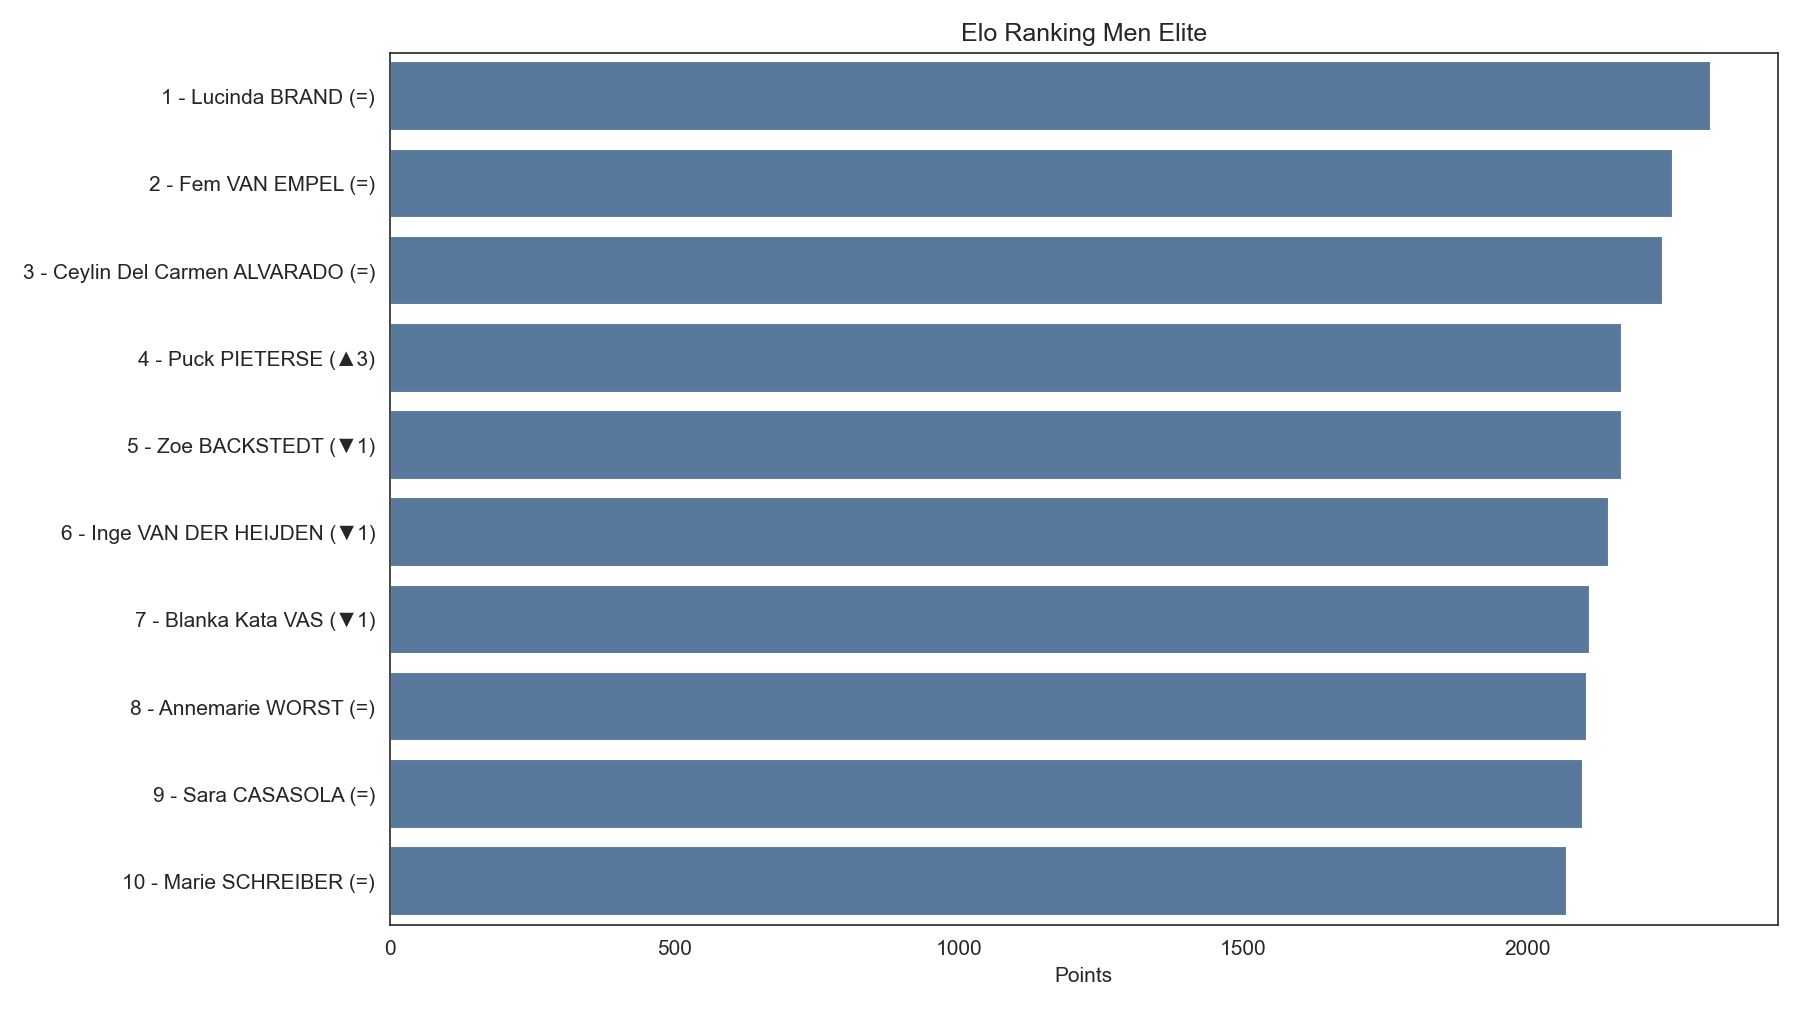 Elo Ranking Men Elite
1 - Lucinda BRAND (=)
2 - Fem VAN EMPEL (=)
3 - Ceylin Del Carmen ALVARADO (=)
4 - Puck PIETERSE (▲3)
5 - Zoe BACKSTEDT (▼1)
6 - Inge VAN DER HEIJDEN (▼1)
7 - Blanka Kata VAS (▼1)
8 - Annemarie WORST (=)
9 - Sara CASASOLA (=)
10 - Marie SCHREIBER (=)
0 500 1000 1500 2000
Points